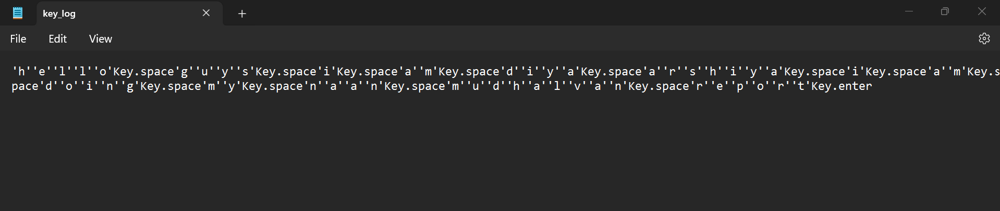 key_log
File Edit View
'h''e''l''l''o'Key.space'g''u''y''s'Key.space'i'Key.space'a''m'Key.space'd''i''y''a'Key.space'a''r''s''h''i''y''a'Key.space'i'Key.space'a''m'Key.s
pace'd''o''i''n''g'Key.space'm''y'Key.space'n''a''a''n'Key.space'm''u''d''h''a''l''v''a''n'Key.space'r''e''p''o''r''t'Key.enter